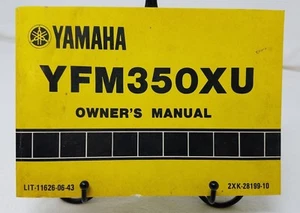 YAMAHA
YFM350XU
OWNER'S MANUAL
LIT-11626-06-43 2XK-28199-10